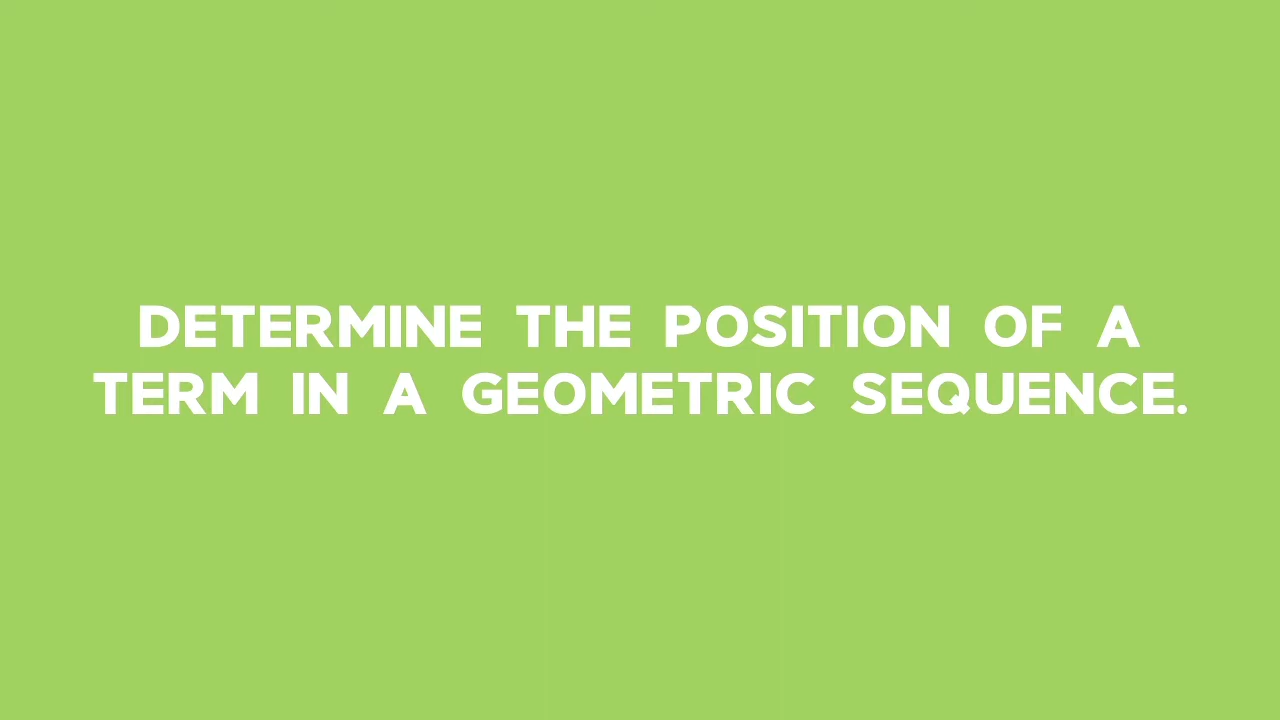 DETERMINE THE POSITION OF A
TERM IN A GEOMETRIC SEQUENCE.